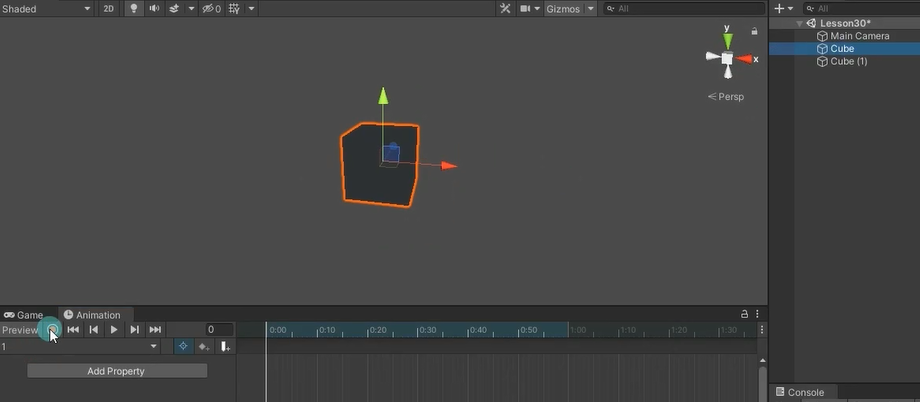 Shaded 2D 0 Gizmos All All
Lesson30*
Main Camera
Cube
Cube (1)
y
x
Persp
Game Animation
Preview 0 0:00 0:10 0:20 0:30 0:40 0:50 1:00 1:10 1:20 1:30
1
Add Property
Console